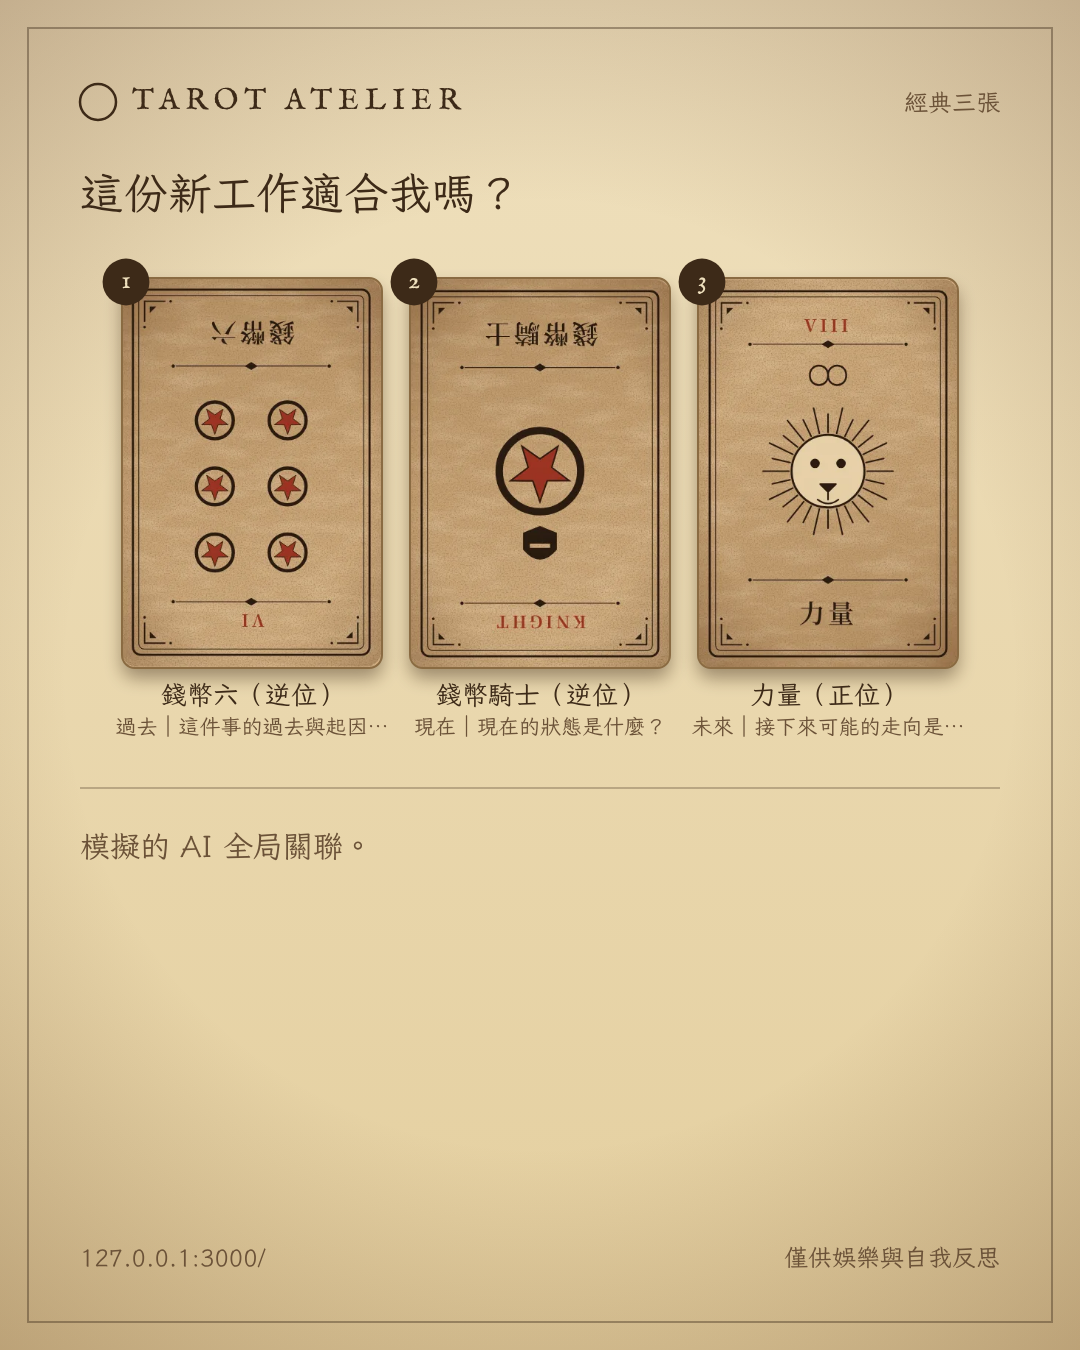 TAROT ATELIER
經典三張
這份新工作適合我嗎？
1
2
3
錢幣六
VI
錢幣騎士
KNIGHT
VIII
力量
錢幣六（逆位）
錢幣騎士（逆位）
力量（正位）
過去｜這件事的過去與起因…
現在｜現在的狀態是什麼？
未來｜接下來可能的走向是…
模擬的 AI 全局關聯。
127.0.0.1:3000/
僅供娛樂與自我反思